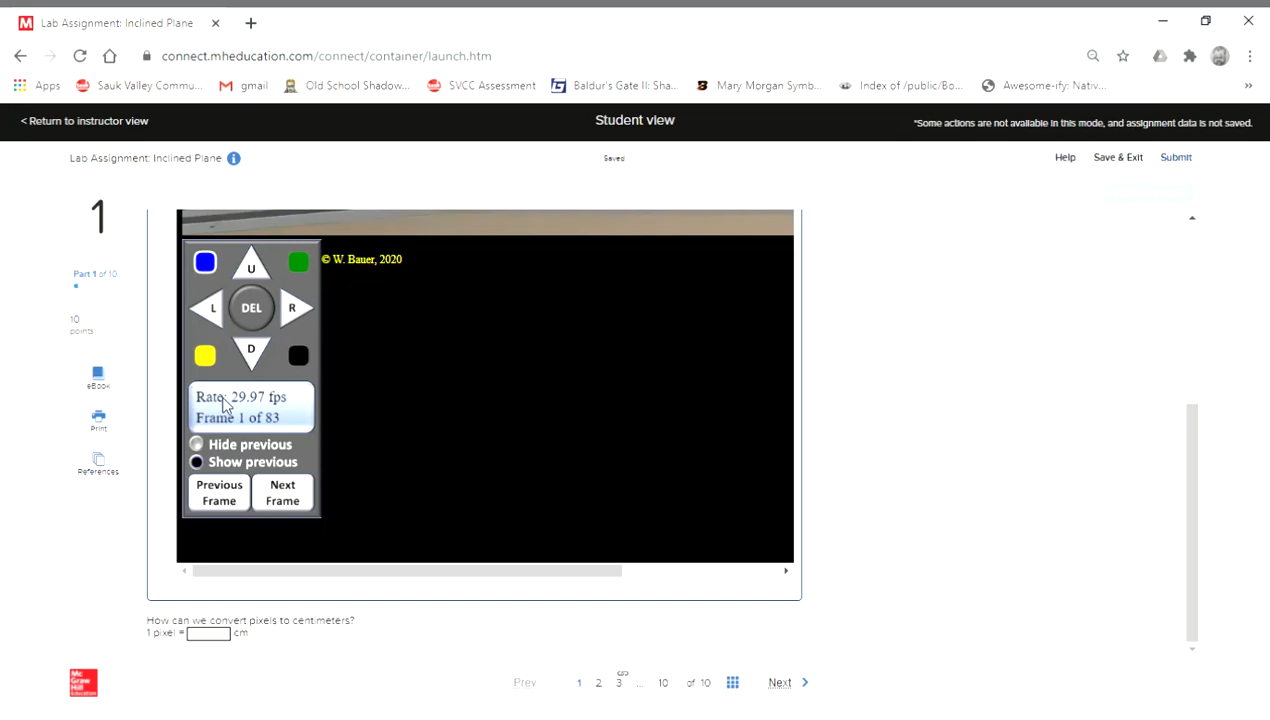 Lab Assignment: Inclined Plane
connect.mheducation.com/connect/container/launch.htm
Apps Sauk Valley Commu... gmail Old School Shadow... SVCC Assessment Baldur's Gate II: Sha... Mary Morgan Symb... Index of /public/Bo... Awesome-ify: Nativ... »
< Return to instructor view Student view *Some actions are not available in this mode, and assignment data is not saved.
Lab Assignment: Inclined Plane i Saved Help Save & Exit Submit
1
Part 1 of 10
10
points
eBook
Print
References
© W. Bauer, 2020
U
L DEL R
D
Rate: 29.97 fps
Frame 1 of 83
Hide previous
Show previous
Previous Frame
Next Frame
How can we convert pixels to centimeters?
1 pixel = cm
Mc
Graw
Hill
Education
Prev 1 2 3 ... 10 of 10 Next